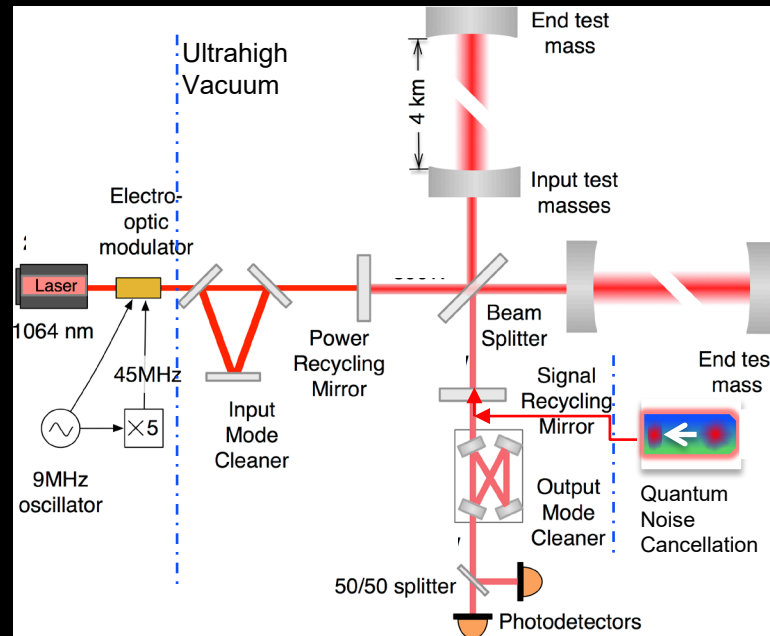 End test
mass
Ultrahigh
Vacuum
4 km
Input test
masses
Electro-
optic
modulator
Laser
1064 nm
Beam
Splitter
Power
Recycling
Mirror
45MHz
Input
Mode
Cleaner
×5
9MHz
oscillator
Signal
Recycling
Mirror
End test
mass
Output
Mode
Cleaner
Quantum
Noise
Cancellation
50/50 splitter
Photodetectors